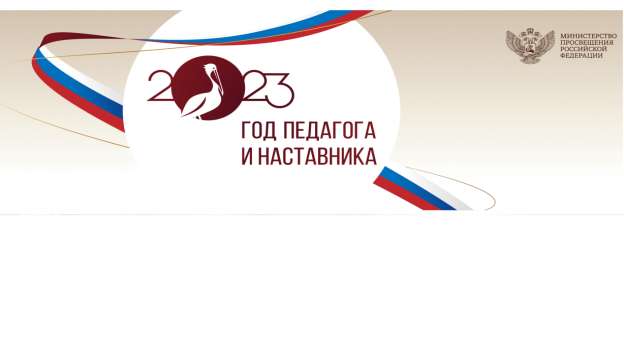 МИНИСТЕРСТВО
ПРОСВЕЩЕНИЯ
РОССИЙСКОЙ
ФЕДЕРАЦИИ
2023
ГОД ПЕДАГОГА
И НАСТАВНИКА